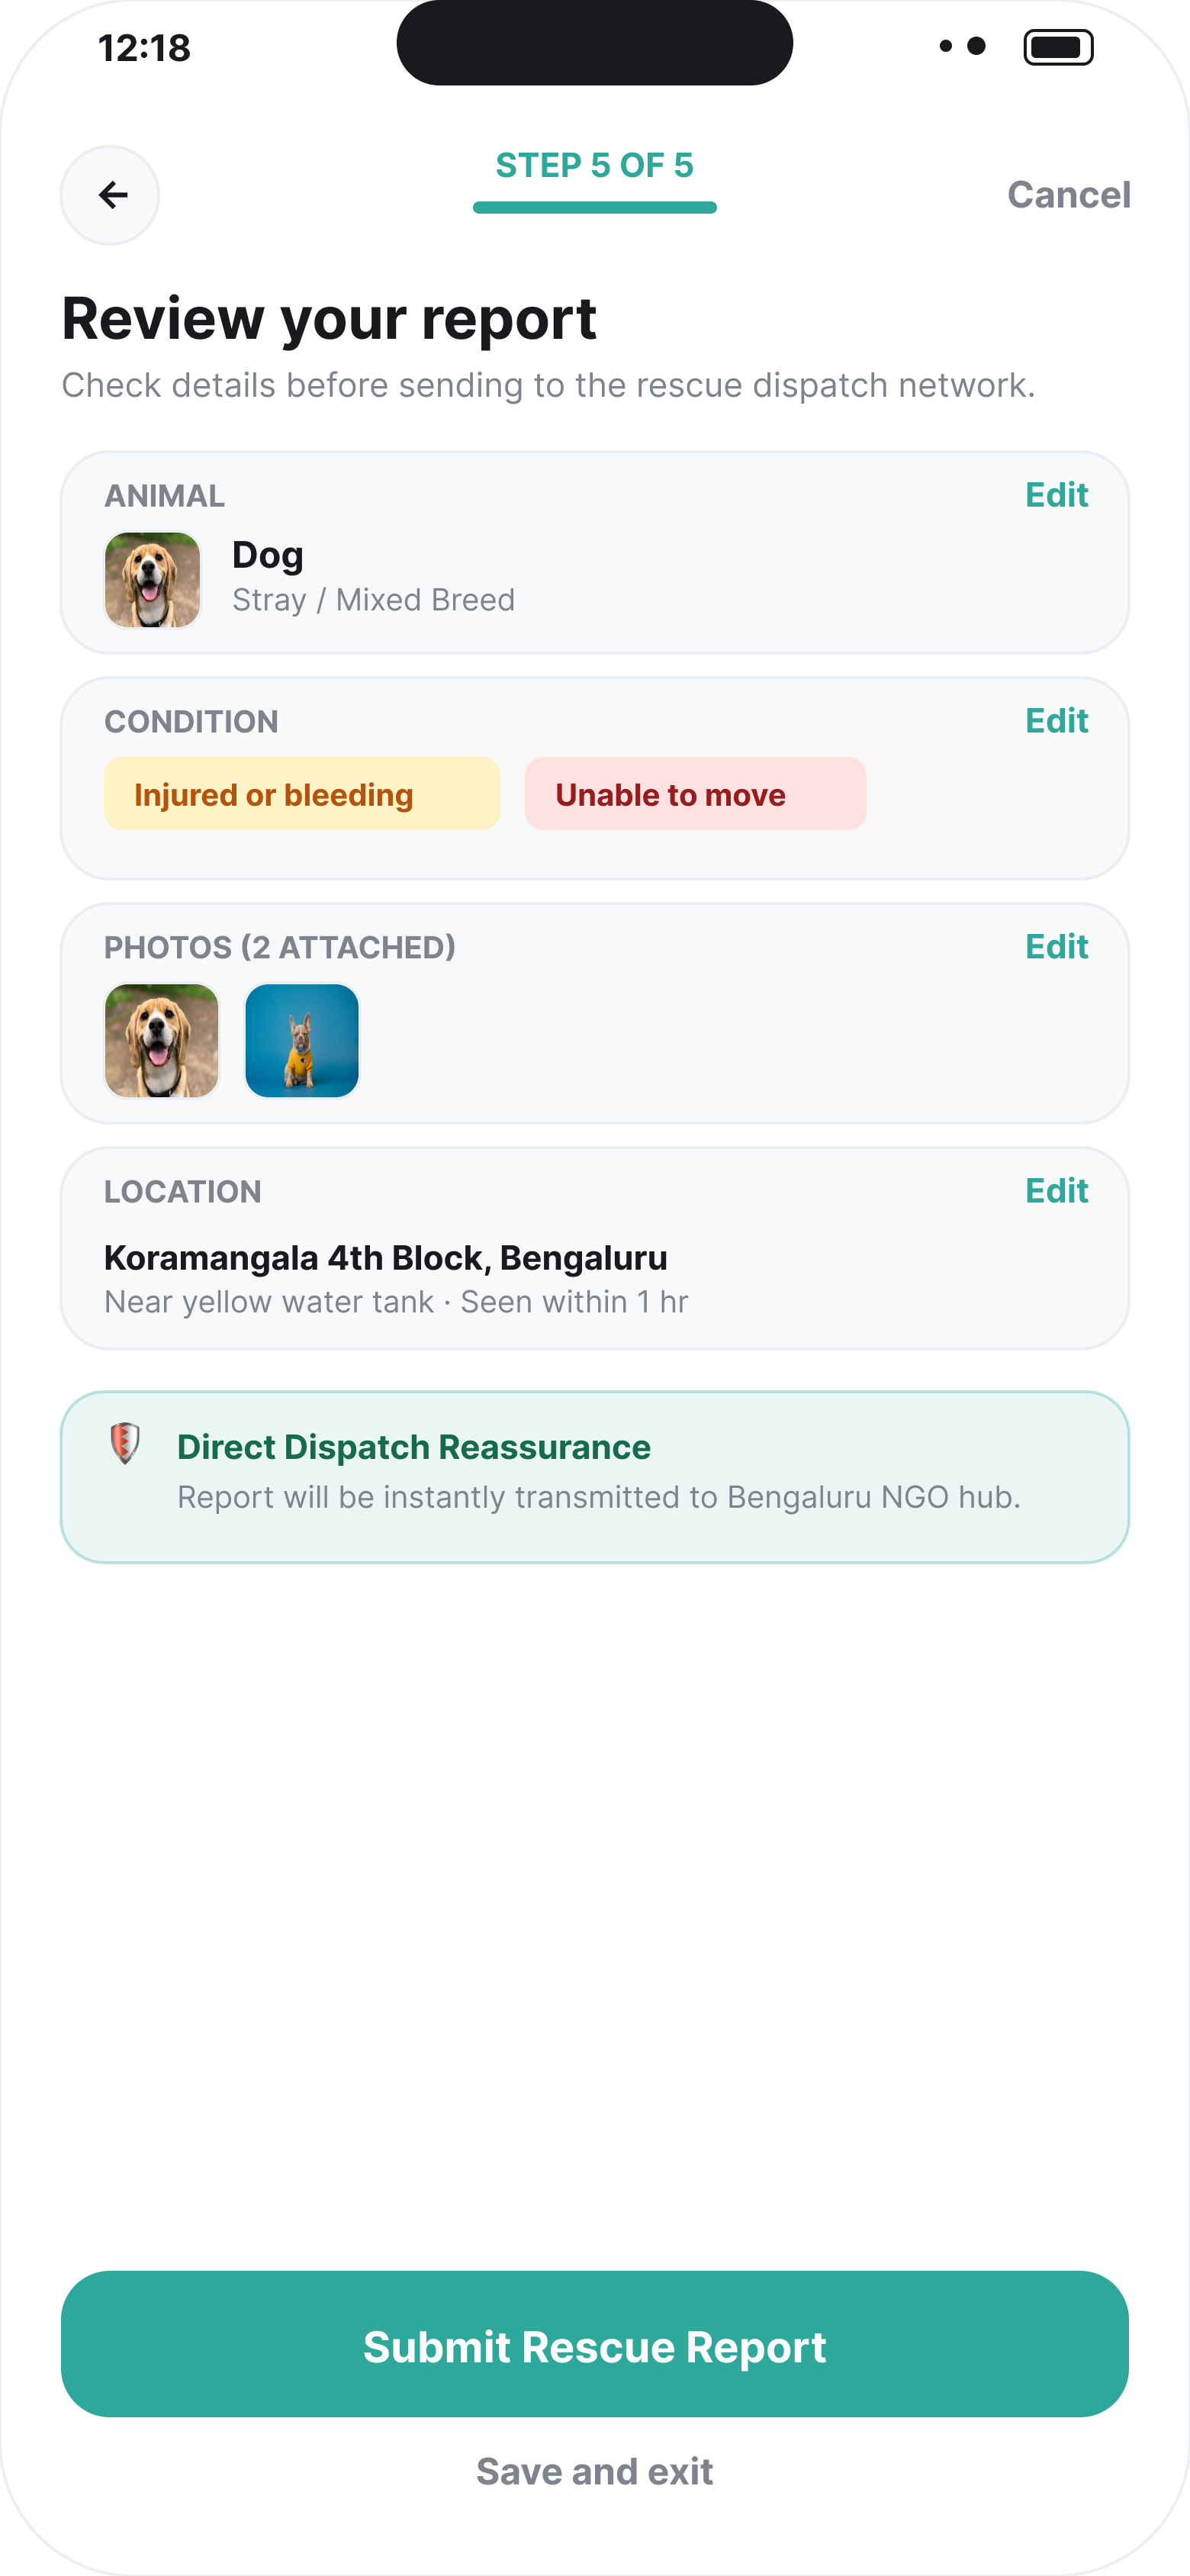 12:18
STEP 5 OF 5
Cancel
Review your report
Check details before sending to the rescue dispatch network.
ANIMAL
Edit
Dog
Stray / Mixed Breed
CONDITION
Edit
Injured or bleeding
Unable to move
PHOTOS (2 ATTACHED)
Edit
LOCATION
Edit
Koramangala 4th Block, Bengaluru
Near yellow water tank · Seen within 1 hr
Direct Dispatch Reassurance
Report will be instantly transmitted to Bengaluru NGO hub.
Submit Rescue Report
Save and exit